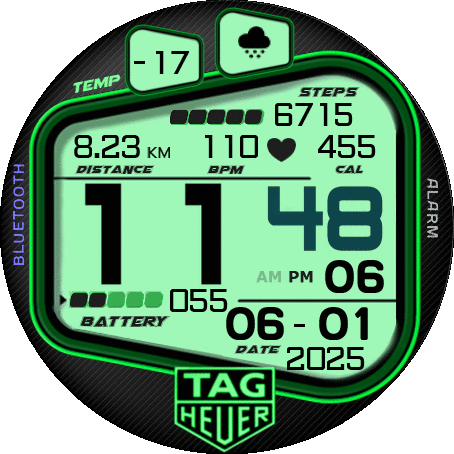 TEMP
-17
STEPS
6715
8.23 KM
110
455
DISTANCE
BPM
CAL
BLUETOOTH
ALARM
11
48
AM PM
06
055
BATTERY
06-01
DATE
2025
TAG
HEUER